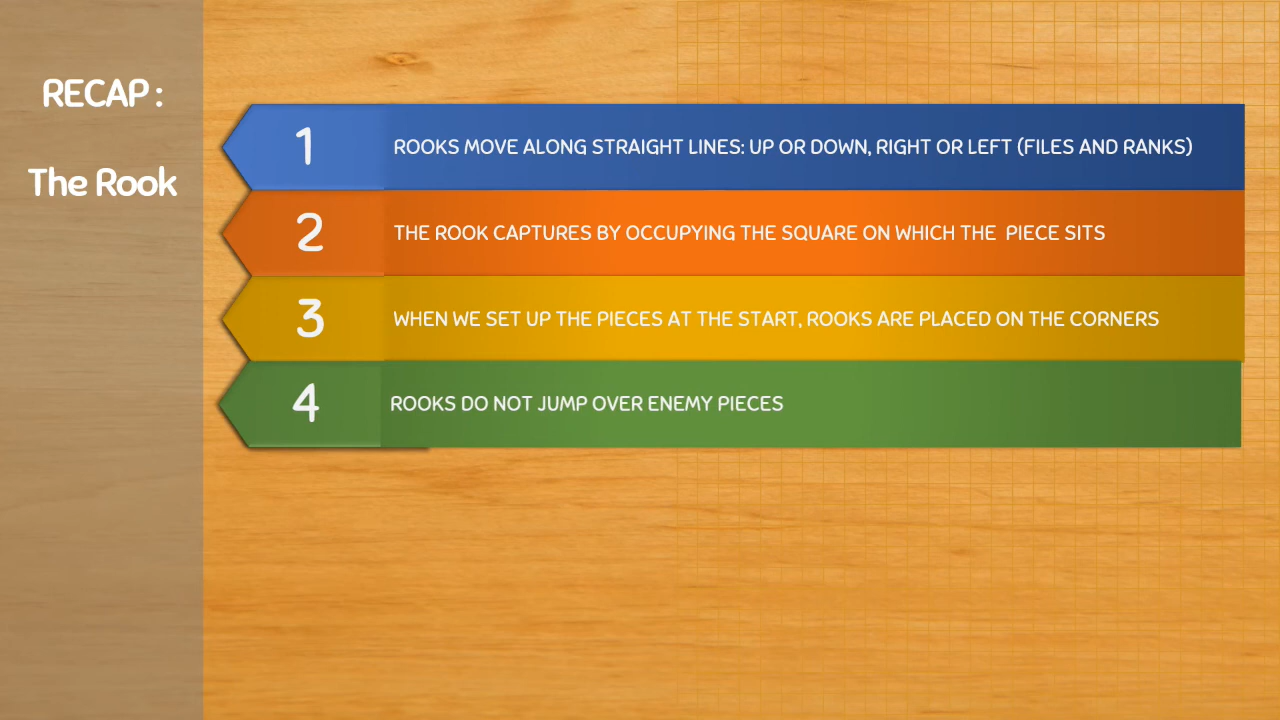 RECAP :
The Rook
1
ROOKS MOVE ALONG STRAIGHT LINES: UP OR DOWN, RIGHT OR LEFT (FILES AND RANKS)
2
THE ROOK CAPTURES BY OCCUPYING THE SQUARE ON WHICH THE  PIECE SITS
3
WHEN WE SET UP THE PIECES AT THE START, ROOKS ARE PLACED ON THE CORNERS
4
ROOKS DO NOT JUMP OVER ENEMY PIECES